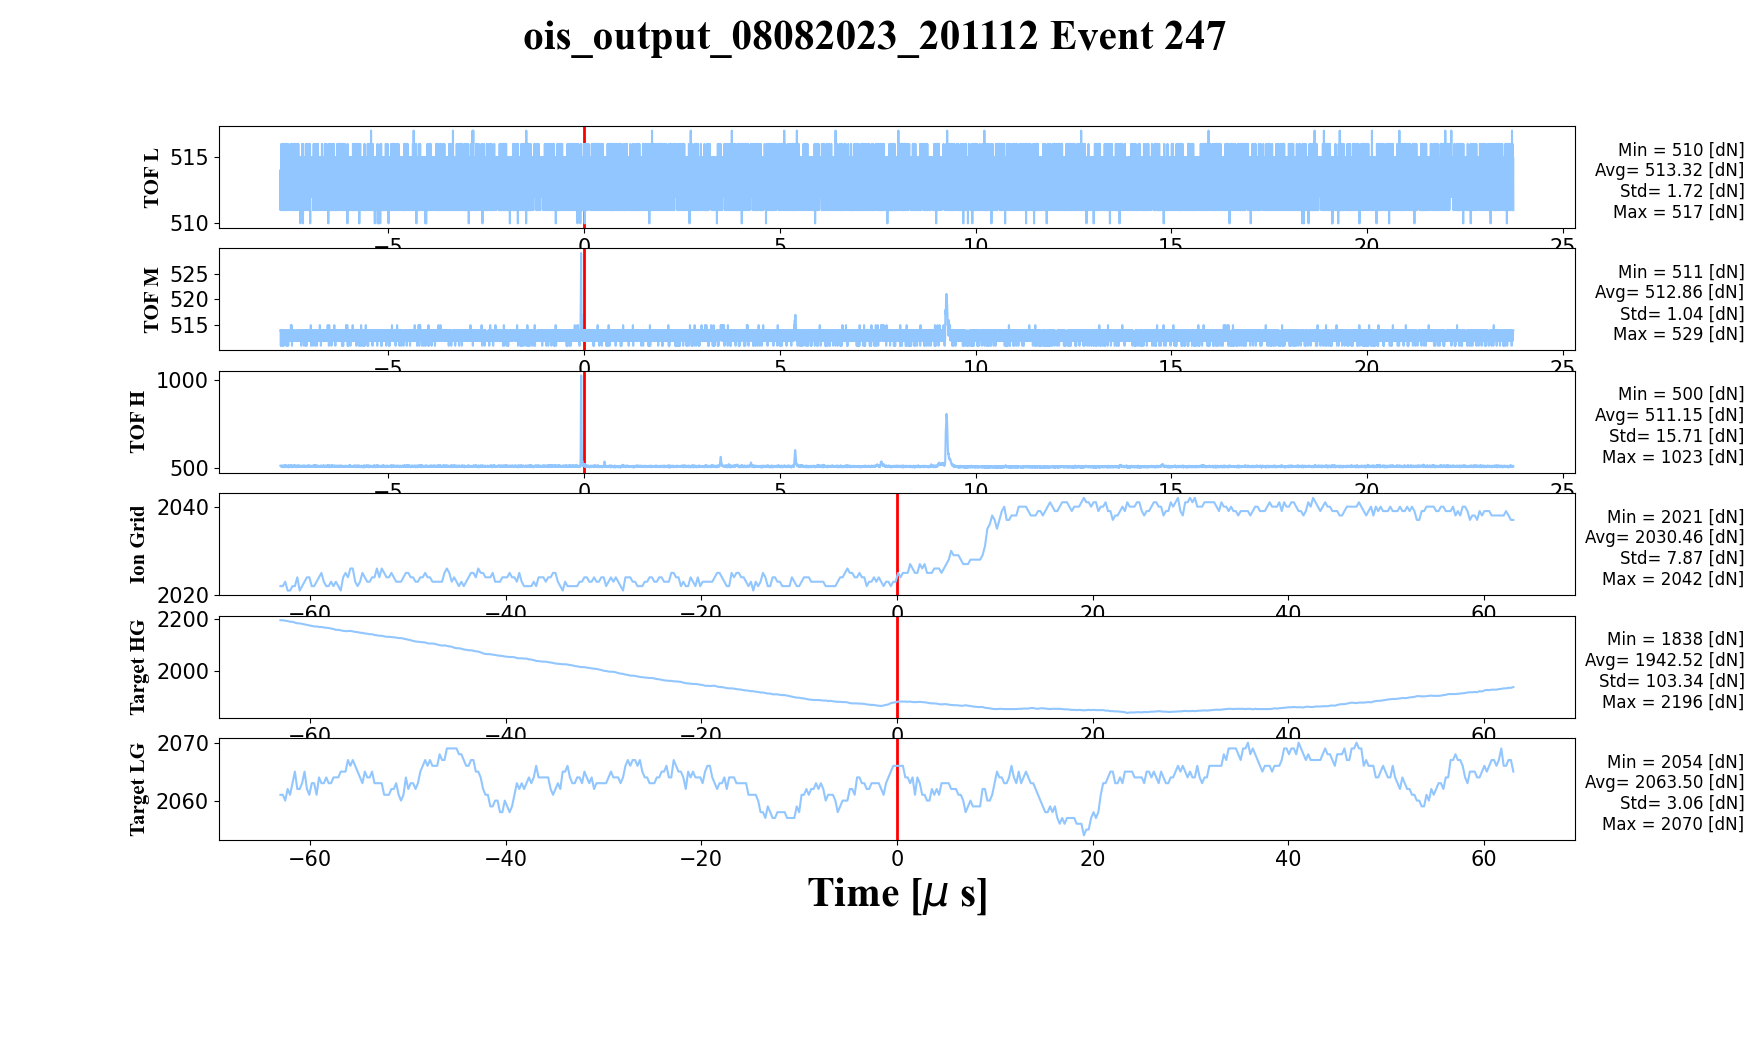 ois_output_08082023_201112 Event 247
TOF L
515
510
−5
0
5
10
15
20
25
Min = 510 [dN]
Avg= 513.32 [dN]
Std= 1.72 [dN]
Max = 517 [dN]
TOF M
525
520
515
−5
0
5
10
15
20
25
Min = 511 [dN]
Avg= 512.86 [dN]
Std= 1.04 [dN]
Max = 529 [dN]
TOF H
1000
500
−5
0
5
10
15
20
25
Min = 500 [dN]
Avg= 511.15 [dN]
Std= 15.71 [dN]
Max = 1023 [dN]
Ion Grid
2040
2020
−60
−40
−20
0
20
40
60
Min = 2021 [dN]
Avg= 2030.46 [dN]
Std= 7.87 [dN]
Max = 2042 [dN]
Target HG
2200
2000
−60
−40
−20
0
20
40
60
Min = 1838 [dN]
Avg= 1942.52 [dN]
Std= 103.34 [dN]
Max = 2196 [dN]
Target LG
2070
2060
−60
−40
−20
0
20
40
60
Min = 2054 [dN]
Avg= 2063.50 [dN]
Std= 3.06 [dN]
Max = 2070 [dN]
Time [μ s]